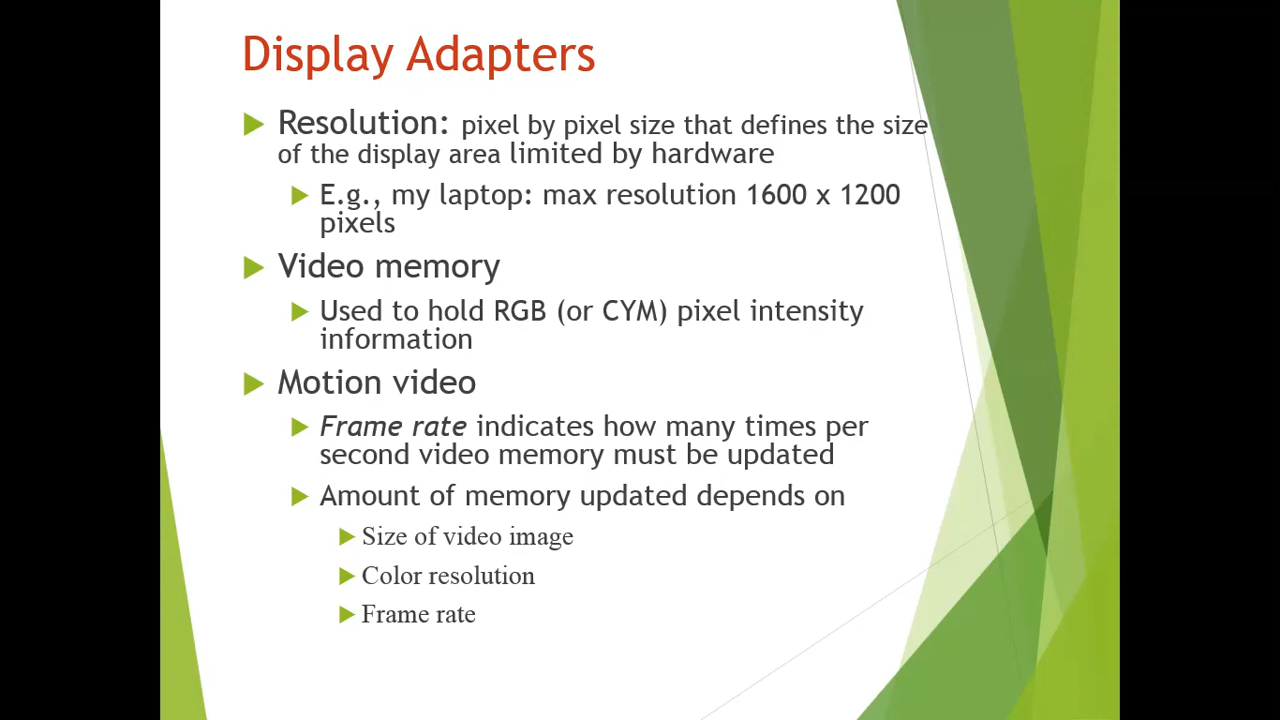 Display Adapters
Resolution: pixel by pixel size that defines the size
of the display area limited by hardware
E.g., my laptop: max resolution 1600 x 1200
pixels
Video memory
Used to hold RGB (or CYM) pixel intensity
information
Motion video
Frame rate indicates how many times per
second video memory must be updated
Amount of memory updated depends on
Size of video image
Color resolution
Frame rate